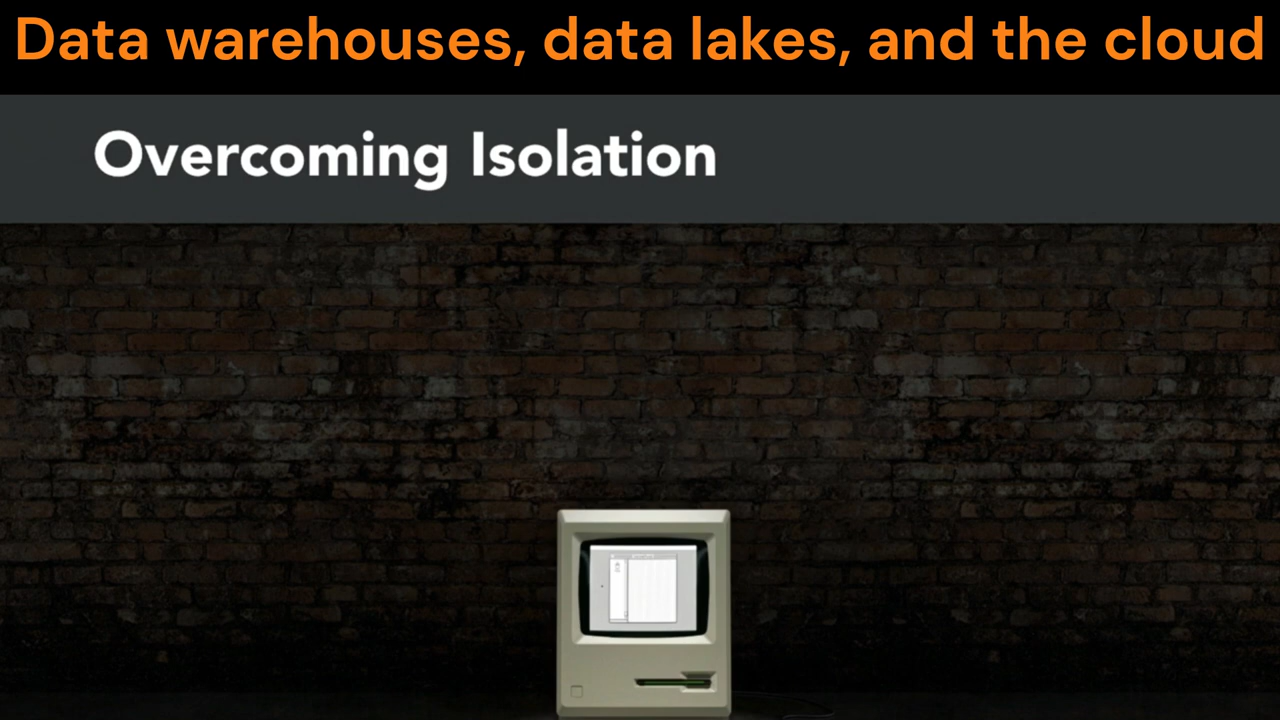 Data warehouses, data lakes, and the cloud
Overcoming Isolation